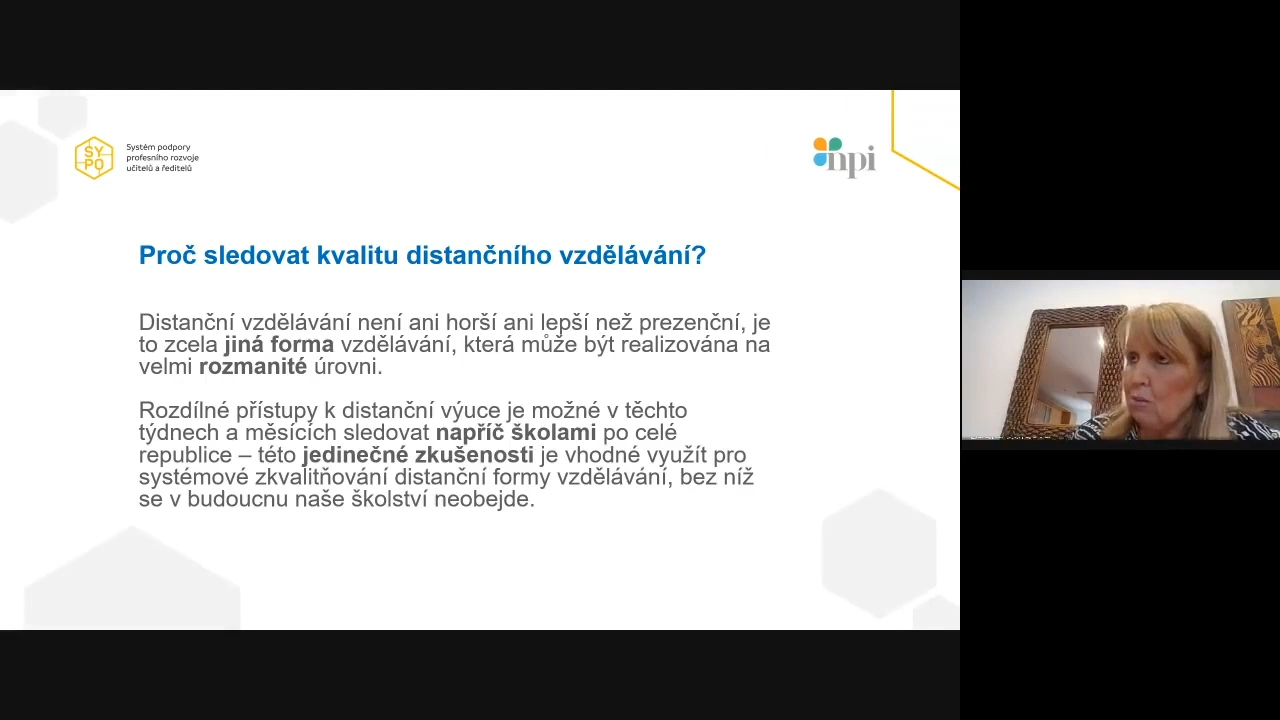 SY
PO
Systém podpory
profesního rozvoje
učitelů a ředitelů
npi
Proč sledovat kvalitu distančního vzdělávání?
Distanční vzdělávání není ani horší ani lepší než prezenční, je
to zcela jiná forma vzdělávání, která může být realizována na
velmi rozmanité úrovni.
Rozdílné přístupy k distanční výuce je možné v těchto
týdnech a měsících sledovat napříč školami po celé
republice – této jedinečné zkušenosti je vhodné využít pro
systémové zkvalitňování distanční formy vzdělávání, bez níž
se v budoucnu naše školství neobejde.